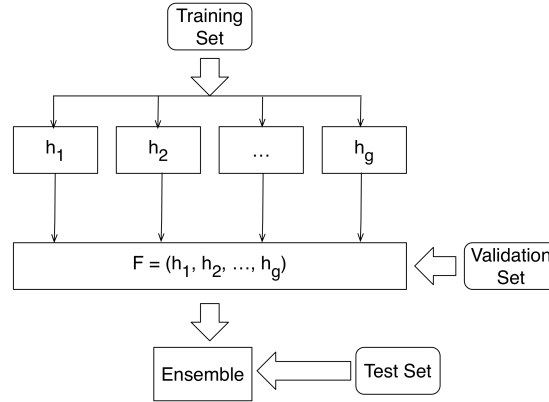 Training
Set
h1
h2
...
hg
F = (h1, h2, ..., hg)
Validation
Set
Ensemble
Test Set